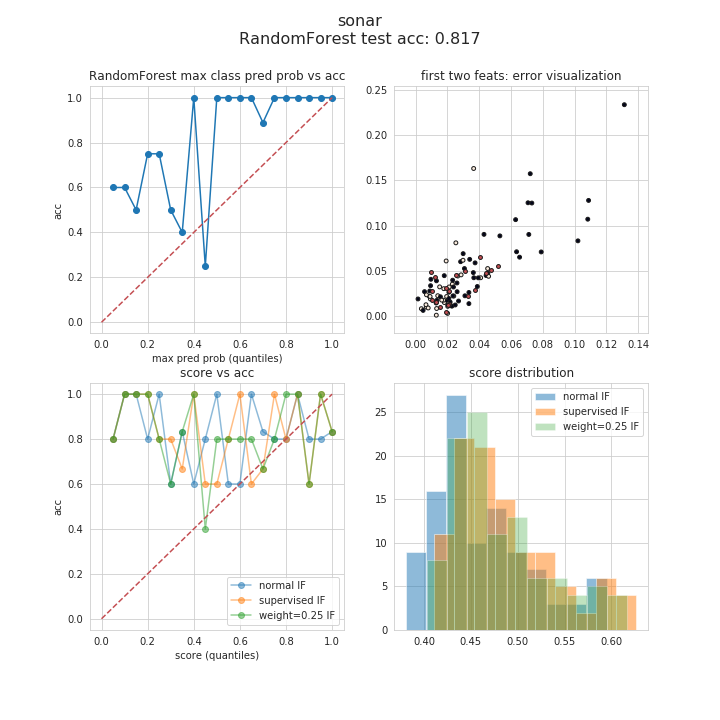 sonar
RandomForest test acc: 0.817
RandomForest max class pred prob vs acc
1.0
0.8
0.6
0.4
0.2
0.0
acc
0.0 0.2 0.4 0.6 0.8 1.0
max pred prob (quantiles)
first two feats: error visualization
0.25
0.20
0.15
0.10
0.05
0.00
0.00 0.02 0.04 0.06 0.08 0.10 0.12 0.14
score vs acc
1.0
0.8
0.6
0.4
0.2
0.0
acc
normal IF
supervised IF
weight=0.25 IF
0.0 0.2 0.4 0.6 0.8 1.0
score (quantiles)
score distribution
25
20
15
10
5
0
normal IF
supervised IF
weight=0.25 IF
0.40 0.45 0.50 0.55 0.60